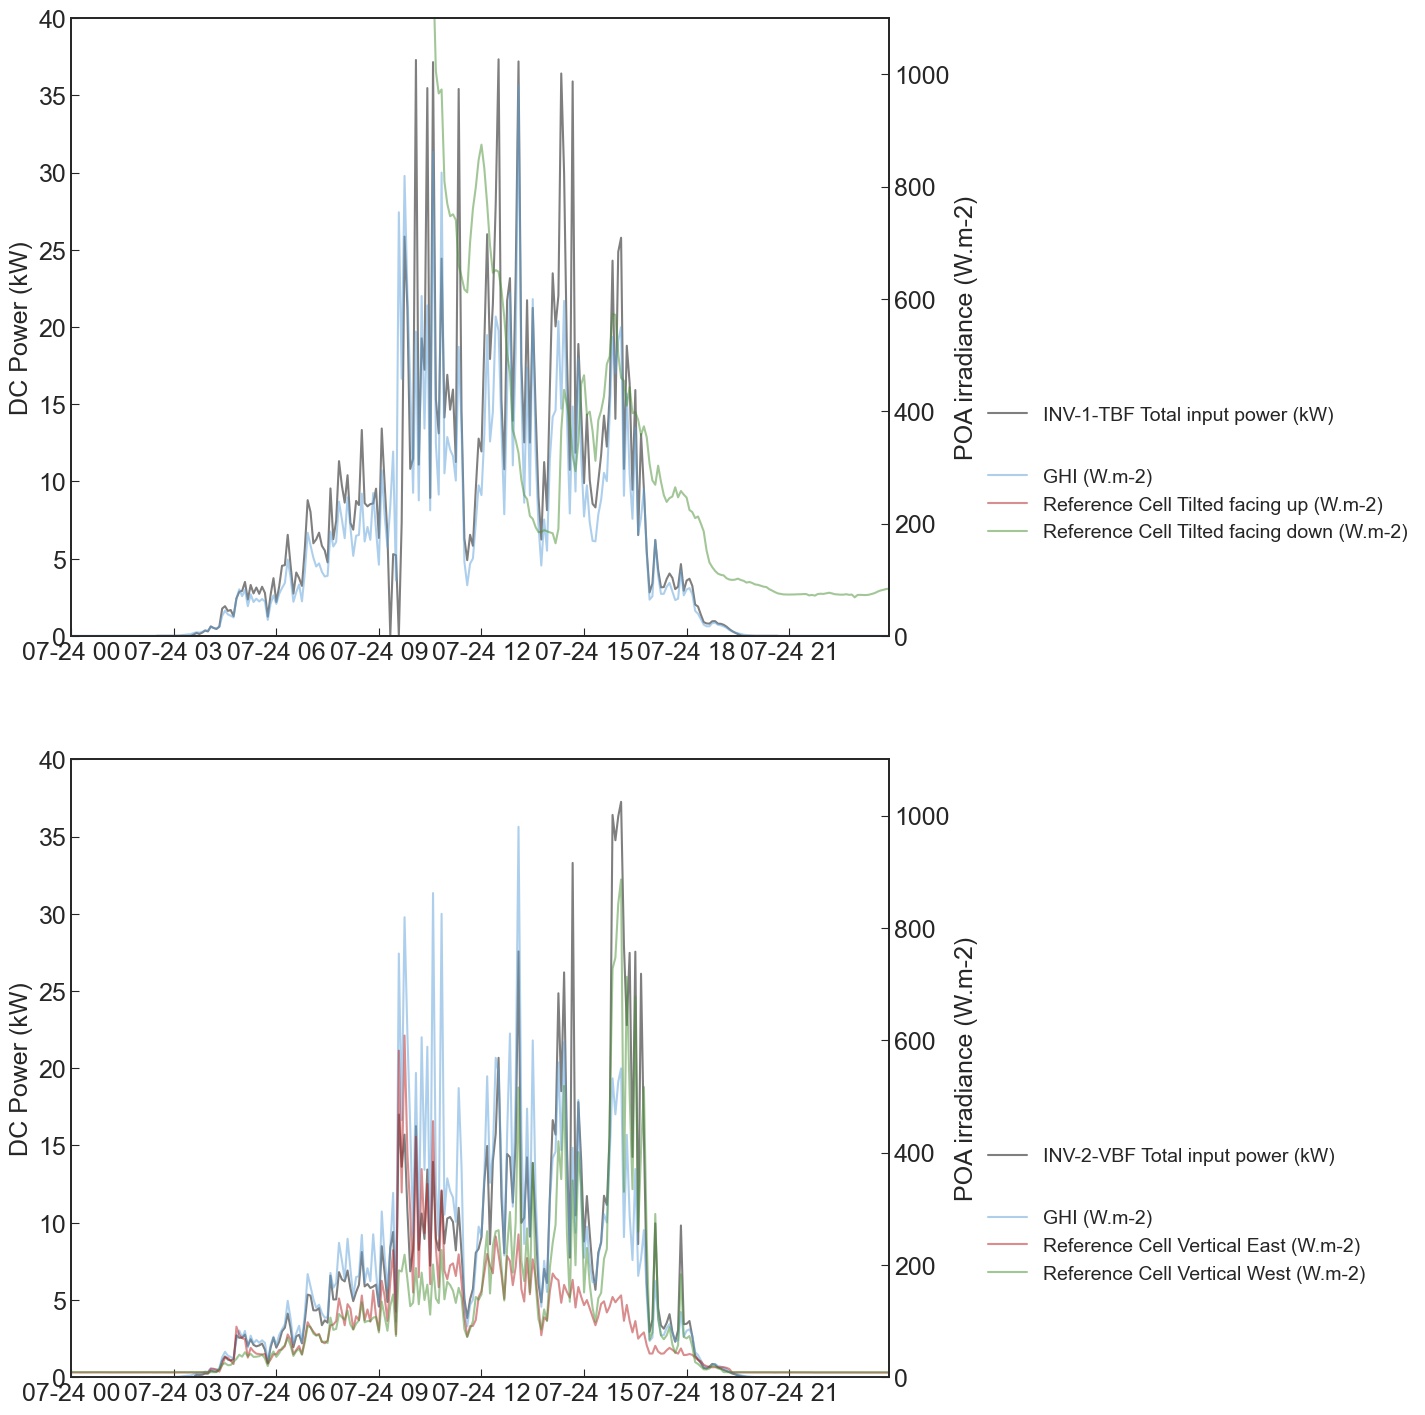 40
35
30
25
20
15
10
5
0
DC Power (kW)
1000
800
600
400
200
0
POA irradiance (W.m-2)
07-24 00 07-24 03 07-24 06 07-24 09 07-24 12 07-24 15 07-24 18 07-24 21
INV-1-TBF Total input power (kW)
GHI (W.m-2)
Reference Cell Tilted facing up (W.m-2)
Reference Cell Tilted facing down (W.m-2)
40
35
30
25
20
15
10
5
0
DC Power (kW)
1000
800
600
400
200
0
POA irradiance (W.m-2)
07-24 00 07-24 03 07-24 06 07-24 09 07-24 12 07-24 15 07-24 18 07-24 21
INV-2-VBF Total input power (kW)
GHI (W.m-2)
Reference Cell Vertical East (W.m-2)
Reference Cell Vertical West (W.m-2)